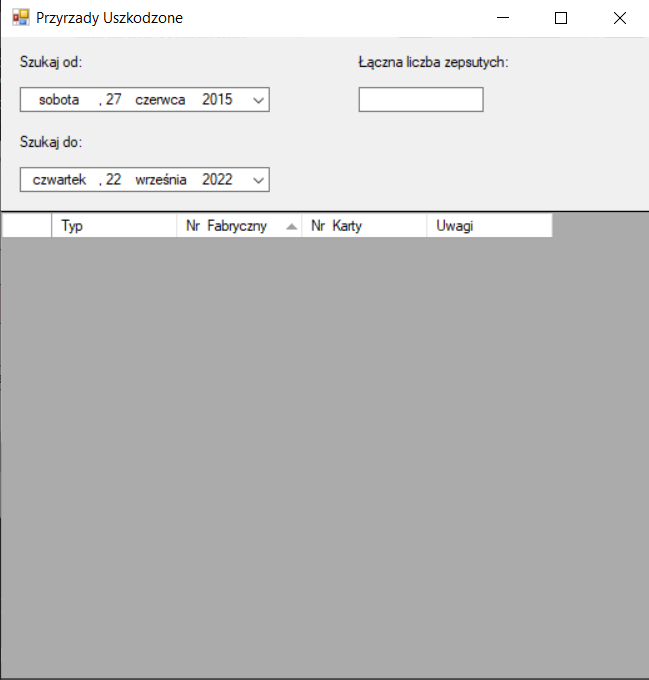 Przyrzady Uszkodzone
Szukaj od:
sobota , 27 czerwca 2015
Łączna liczba zepsutych:
Szukaj do:
czwartek , 22 września 2022
Typ Nr Fabryczny Nr Karty Uwagi